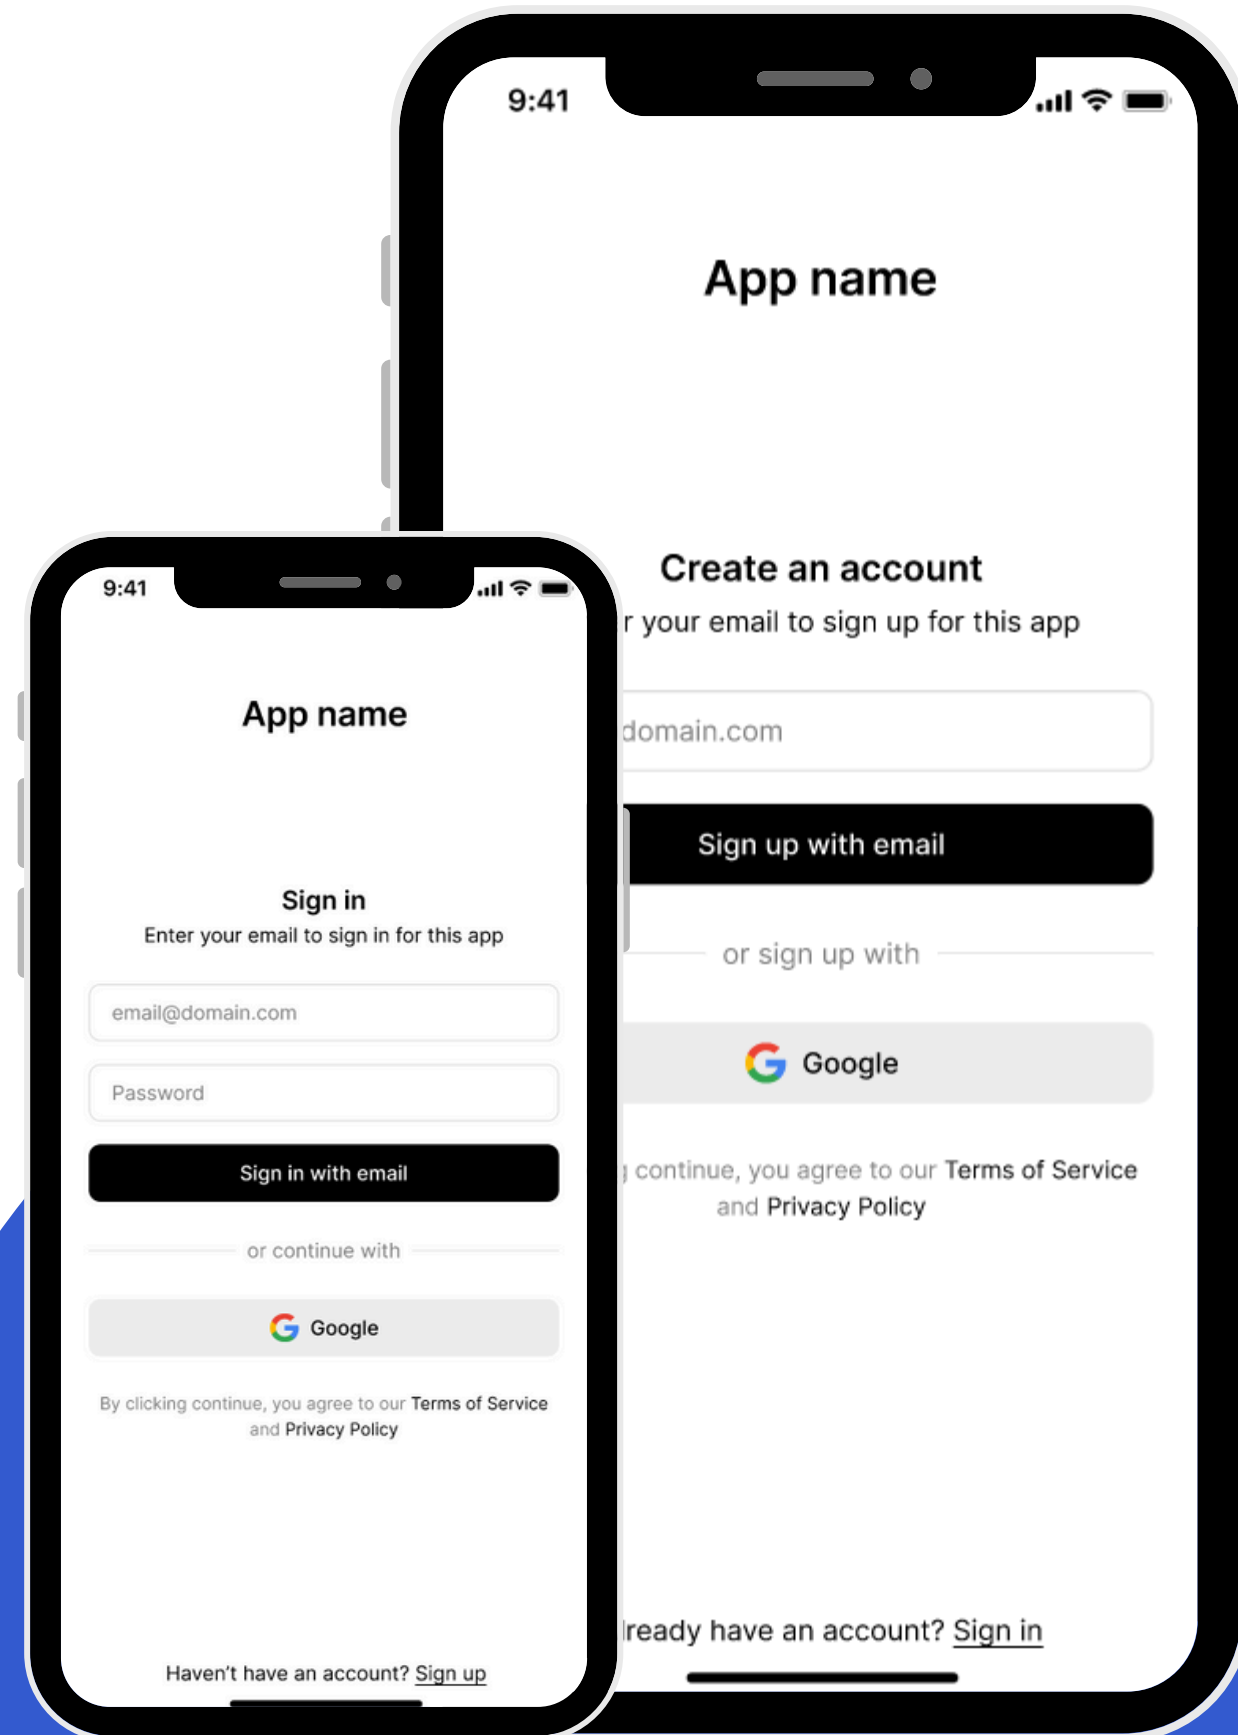 9:41
App name
Create an account
your email to sign up for this app
domain.com
Sign up with email
or sign up with
Google
continue, you agree to our Terms of Service
and Privacy Policy
have an account? Sign in
9:41
App name
Sign in
Enter your email to sign in for this app
email@domain.com
Password
Sign in with email
or continue with
Google
By clicking continue, you agree to our Terms of Service
and Privacy Policy
Haven't have an account? Sign up